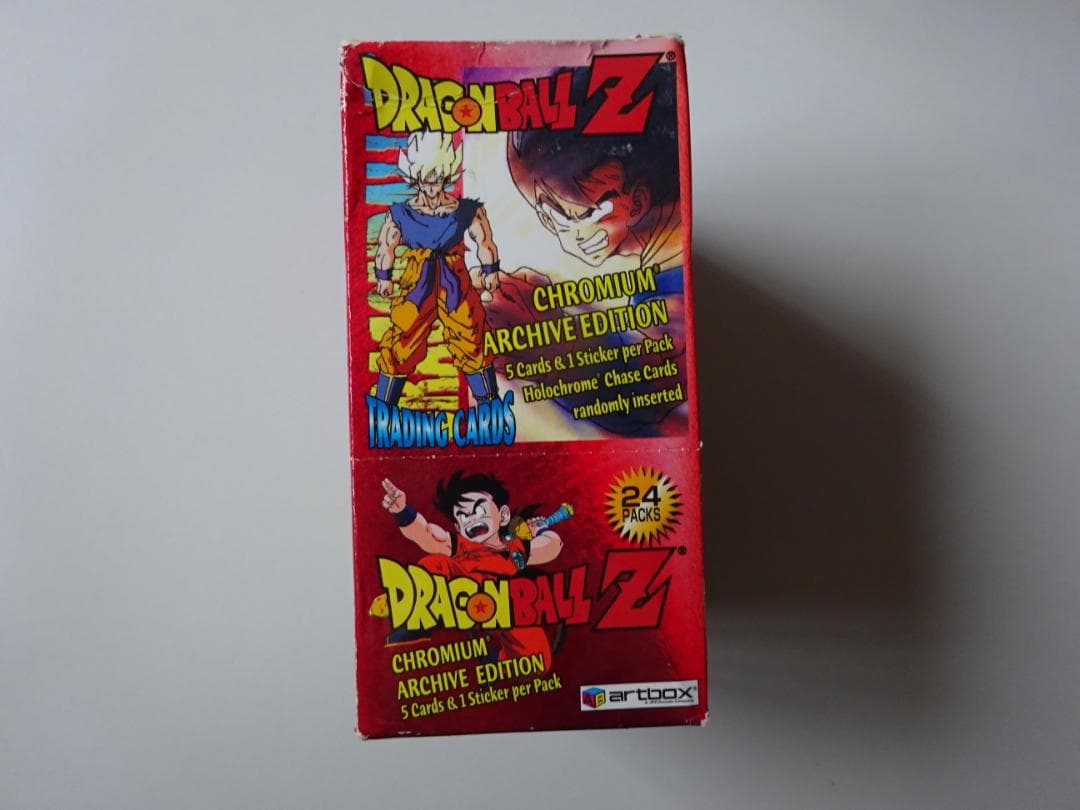 DRAGON BALL Z®
CHROMIUM®
ARCHIVE EDITION
5 Cards & 1 Sticker per Pack
Holochrome® Chase Cards
randomly inserted
TRADING CARDS
24
PACKS
DRAGON BALL Z®
CHROMIUM®
ARCHIVE EDITION
5 Cards & 1 Sticker per Pack
artbox®